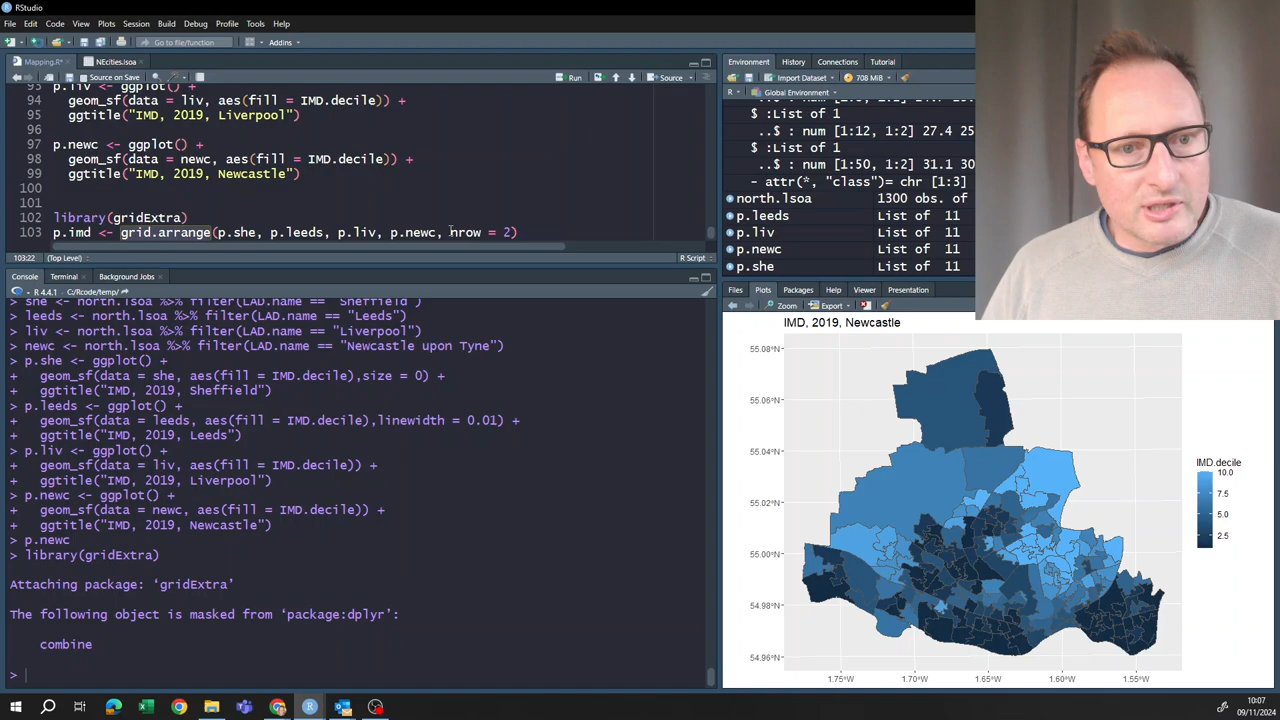 RStudio
File Edit Code View Plots Session Build Debug Profile Tools Help
Go to file/function
Addins
Mapping.R*
NEcities.lsoa
Source on Save
Run
Source
94 geom_sf(data = liv, aes(fill = IMD.decile)) +
95 ggtitle("IMD, 2019, Liverpool")
96
97 p.newc <- ggplot() +
98 geom_sf(data = newc, aes(fill = IMD.decile)) +
99 ggtitle("IMD, 2019, Newcastle")
100
101
102 library(gridExtra)
103 p.imd <- grid.arrange(p.she, p.leeds, p.liv, p.newc, nrow = 2)
103:22 (Top Level)
R Script
Console Terminal Background Jobs
R 4.4.1 · C:/Rcode/temp/
> she <- north.lsoa %>% filter(LAD.name == "Sheffield")
> leeds <- north.lsoa %>% filter(LAD.name == "Leeds")
> liv <- north.lsoa %>% filter(LAD.name == "Liverpool")
> newc <- north.lsoa %>% filter(LAD.name == "Newcastle upon Tyne")
> p.she <- ggplot() +
+ geom_sf(data = she, aes(fill = IMD.decile),size = 0) +
+ ggtitle("IMD, 2019, Sheffield")
> p.leeds <- ggplot() +
+ geom_sf(data = leeds, aes(fill = IMD.decile),linewidth = 0.01) +
+ ggtitle("IMD, 2019, Leeds")
> p.liv <- ggplot() +
+ geom_sf(data = liv, aes(fill = IMD.decile)) +
+ ggtitle("IMD, 2019, Liverpool")
> p.newc <- ggplot() +
+ geom_sf(data = newc, aes(fill = IMD.decile)) +
+ ggtitle("IMD, 2019, Newcastle")
> p.newc
> library(gridExtra)
Attaching package: ‘gridExtra’
The following object is masked from ‘package:dplyr’:
combine
>
Environment History Connections Tutorial
Import Dataset 708 MiB
R Global Environment
$ :List of 1
..$ : num [1:12, 1:2] 27.4 25
$ :List of 1
..$ : num [1:50, 1:2] 31.1 30
- attr(*, "class")= chr [1:3]
north.lsoa 1300 obs. of
p.leeds List of 11
p.liv List of 11
p.newc List of 11
p.she List of 11
Files Plots Packages Help Viewer Presentation
Zoom Export
IMD, 2019, Newcastle
55.08°N
55.06°N
55.04°N
55.02°N
55.00°N
54.98°N
54.96°N
1.75°W 1.70°W 1.65°W 1.60°W 1.55°W
IMD.decile
10.0
7.5
5.0
2.5
10:07
09/11/2024